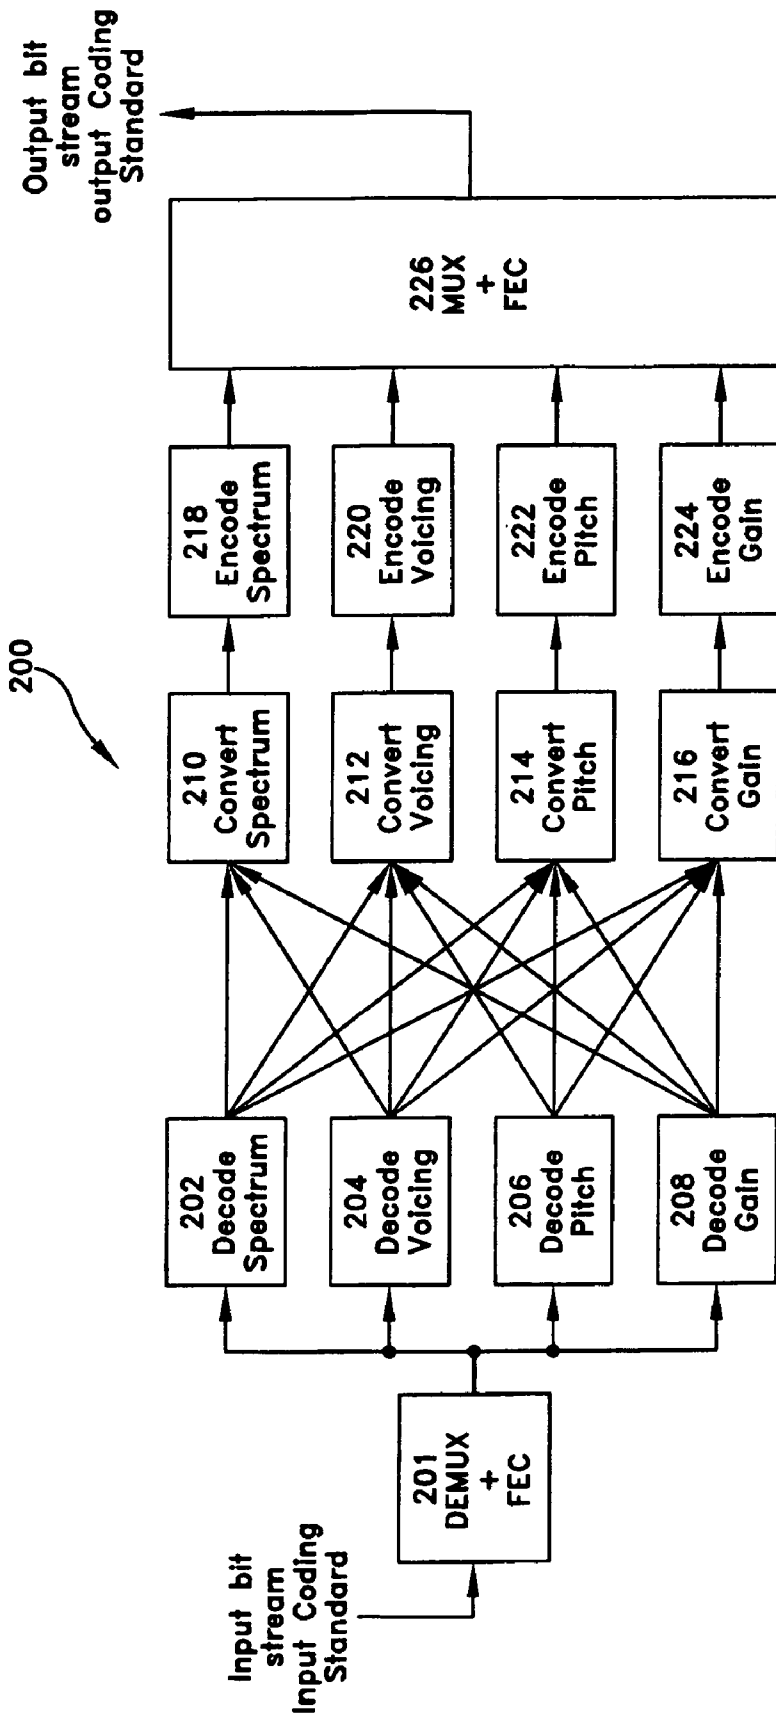 200
Input bit
stream
Input Coding
Standard
201
DEMUX
+
FEC
202
Decode
Spectrum
204
Decode
Voicing
206
Decode
Pitch
208
Decode
Gain
210
Convert
Spectrum
212
Convert
Voicing
214
Convert
Pitch
216
Convert
Gain
218
Encode
Spectrum
220
Encode
Voicing
222
Encode
Pitch
224
Encode
Gain
226
MUX
+
FEC
Output bit
stream
output Coding
Standard